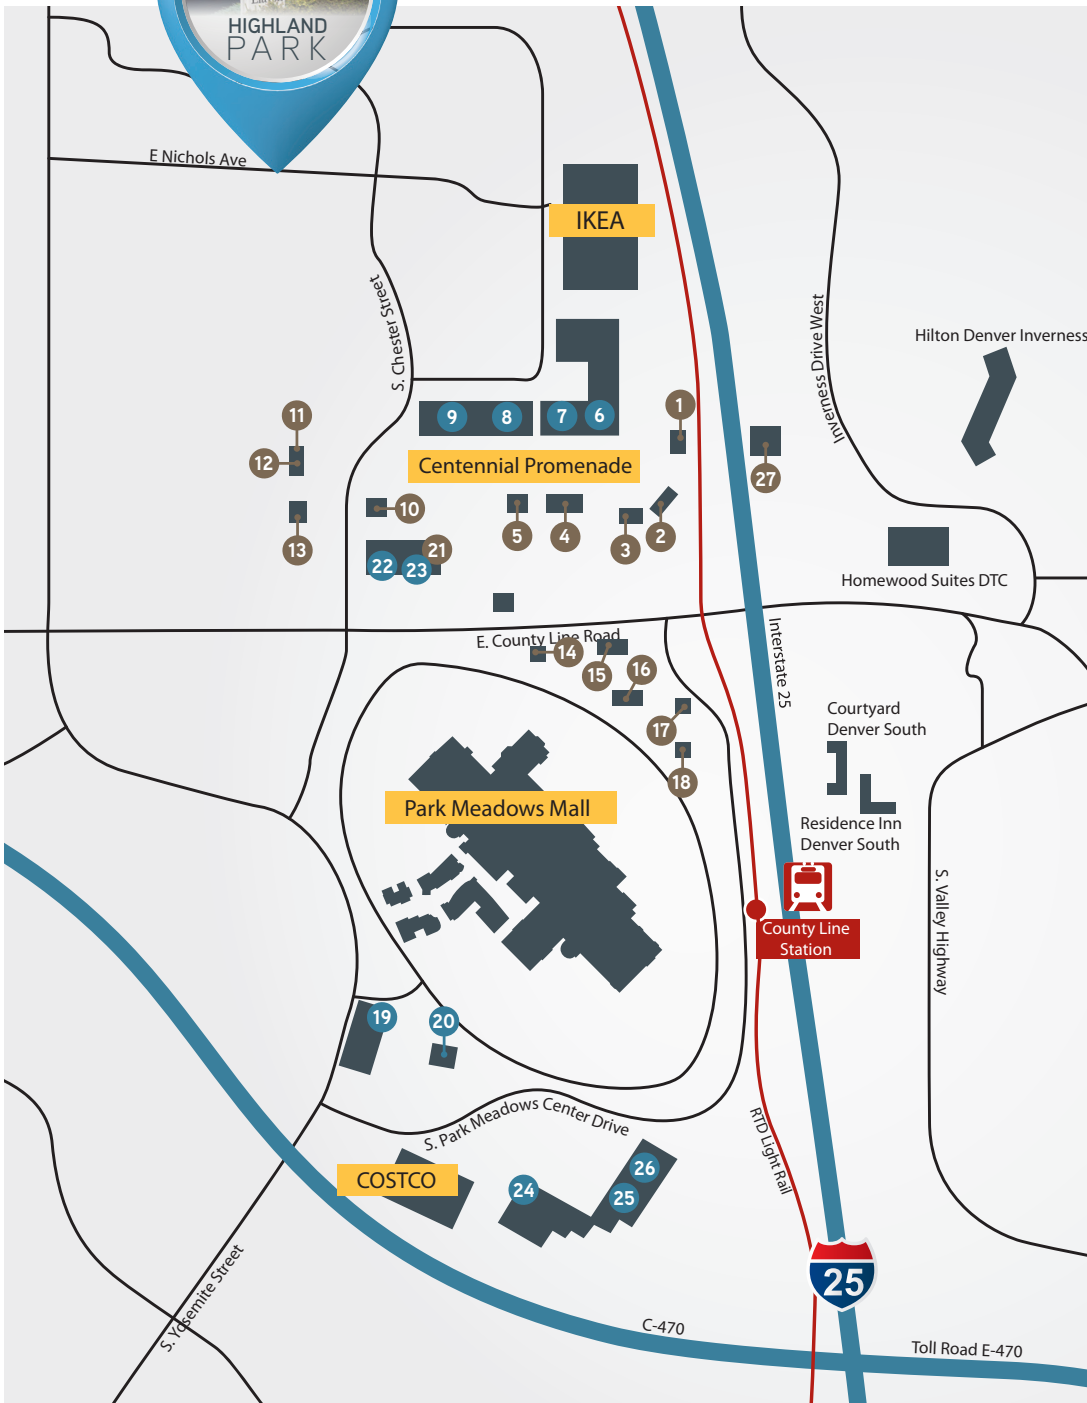 HIGHLAND
PARK
E Nichols Ave
IKEA
S. Chester Street
Inverness Drive West
Hilton Denver Inverness
11
1
9
8
7
6
12
Centennial Promenade
27
10
5
4
3
2
13
21
22
23
Homewood Suites DTC
E. County Line Road
14
15
16
Interstate 25
17
18
Courtyard
Denver South
Park Meadows Mall
Residence Inn
Denver South
S. Valley Highway
County Line
Station
19
20
S. Park Meadows Center Drive
RTD Light Rail
COSTCO
24
25
26
S. Yosemite Street
25
C-470
Toll Road E-470